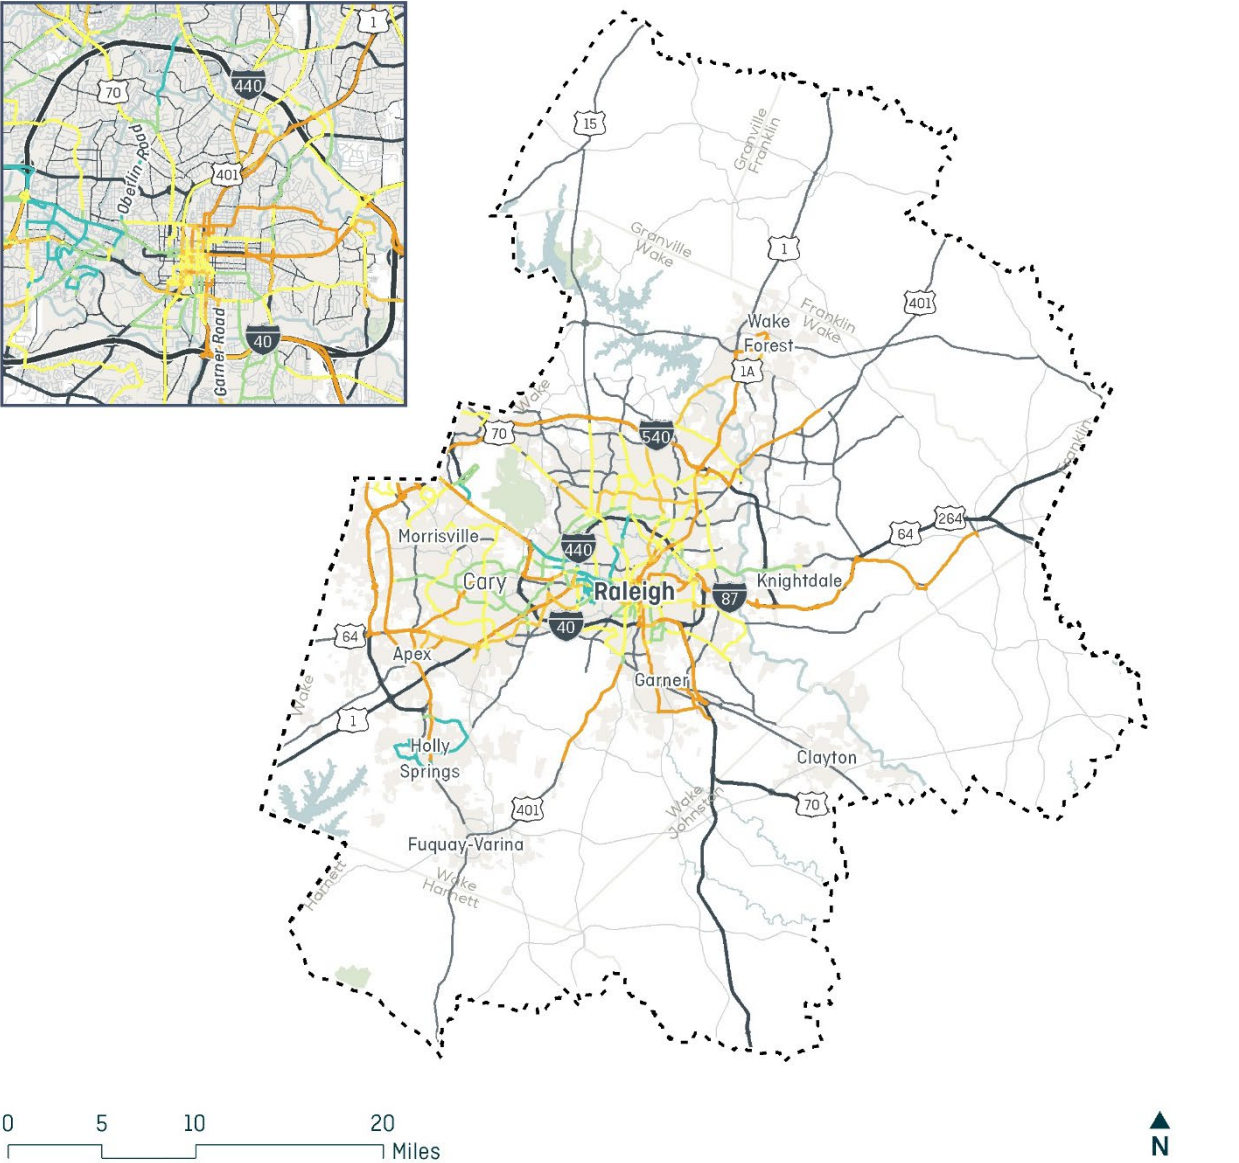 1
440
70
Oberlin Road
401
Garner Road
40
15
Granville
Franklin
Granville
Wake
1
401
Franklin
Wake
Wake
Forest
1A
Wake
70
540
Franklin
Morrisville
440
264
64
Cary
Raleigh
Knightdale
87
40
64
Apex
Garner
Wake
1
Holly
Springs
Clayton
401
Wake
Johnston
70
Fuquay-Varina
Harnett
Wake
Harnett
0 5 10 20
Miles
N